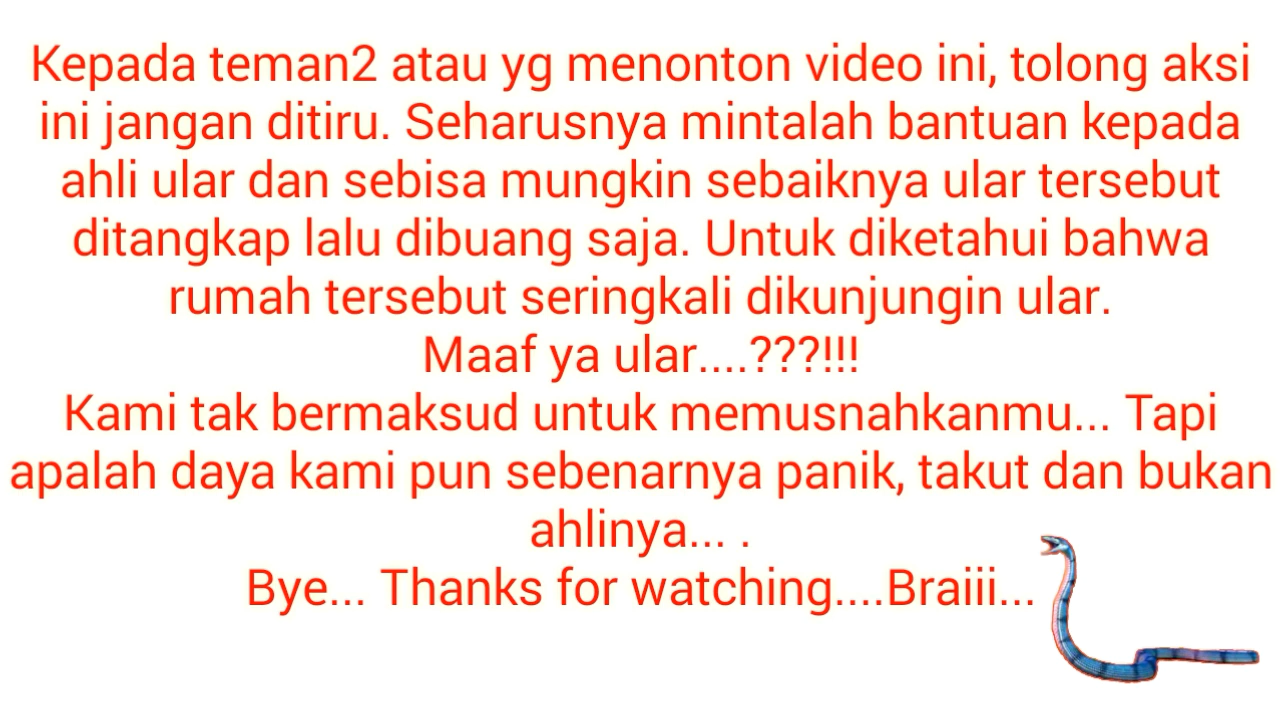 Kepada teman2 atau yg menonton video ini, tolong aksi
ini jangan ditiru. Seharusnya mintalah bantuan kepada
ahli ular dan sebisa mungkin sebaiknya ular tersebut
ditangkap lalu dibuang saja. Untuk diketahui bahwa
rumah tersebut seringkali dikunjungin ular.
Maaf ya ular....???!!!
Kami tak bermaksud untuk memusnahkanmu... Tapi
apalah daya kami pun sebenarnya panik, takut dan bukan
ahlinya... .
Bye... Thanks for watching....Braiii...